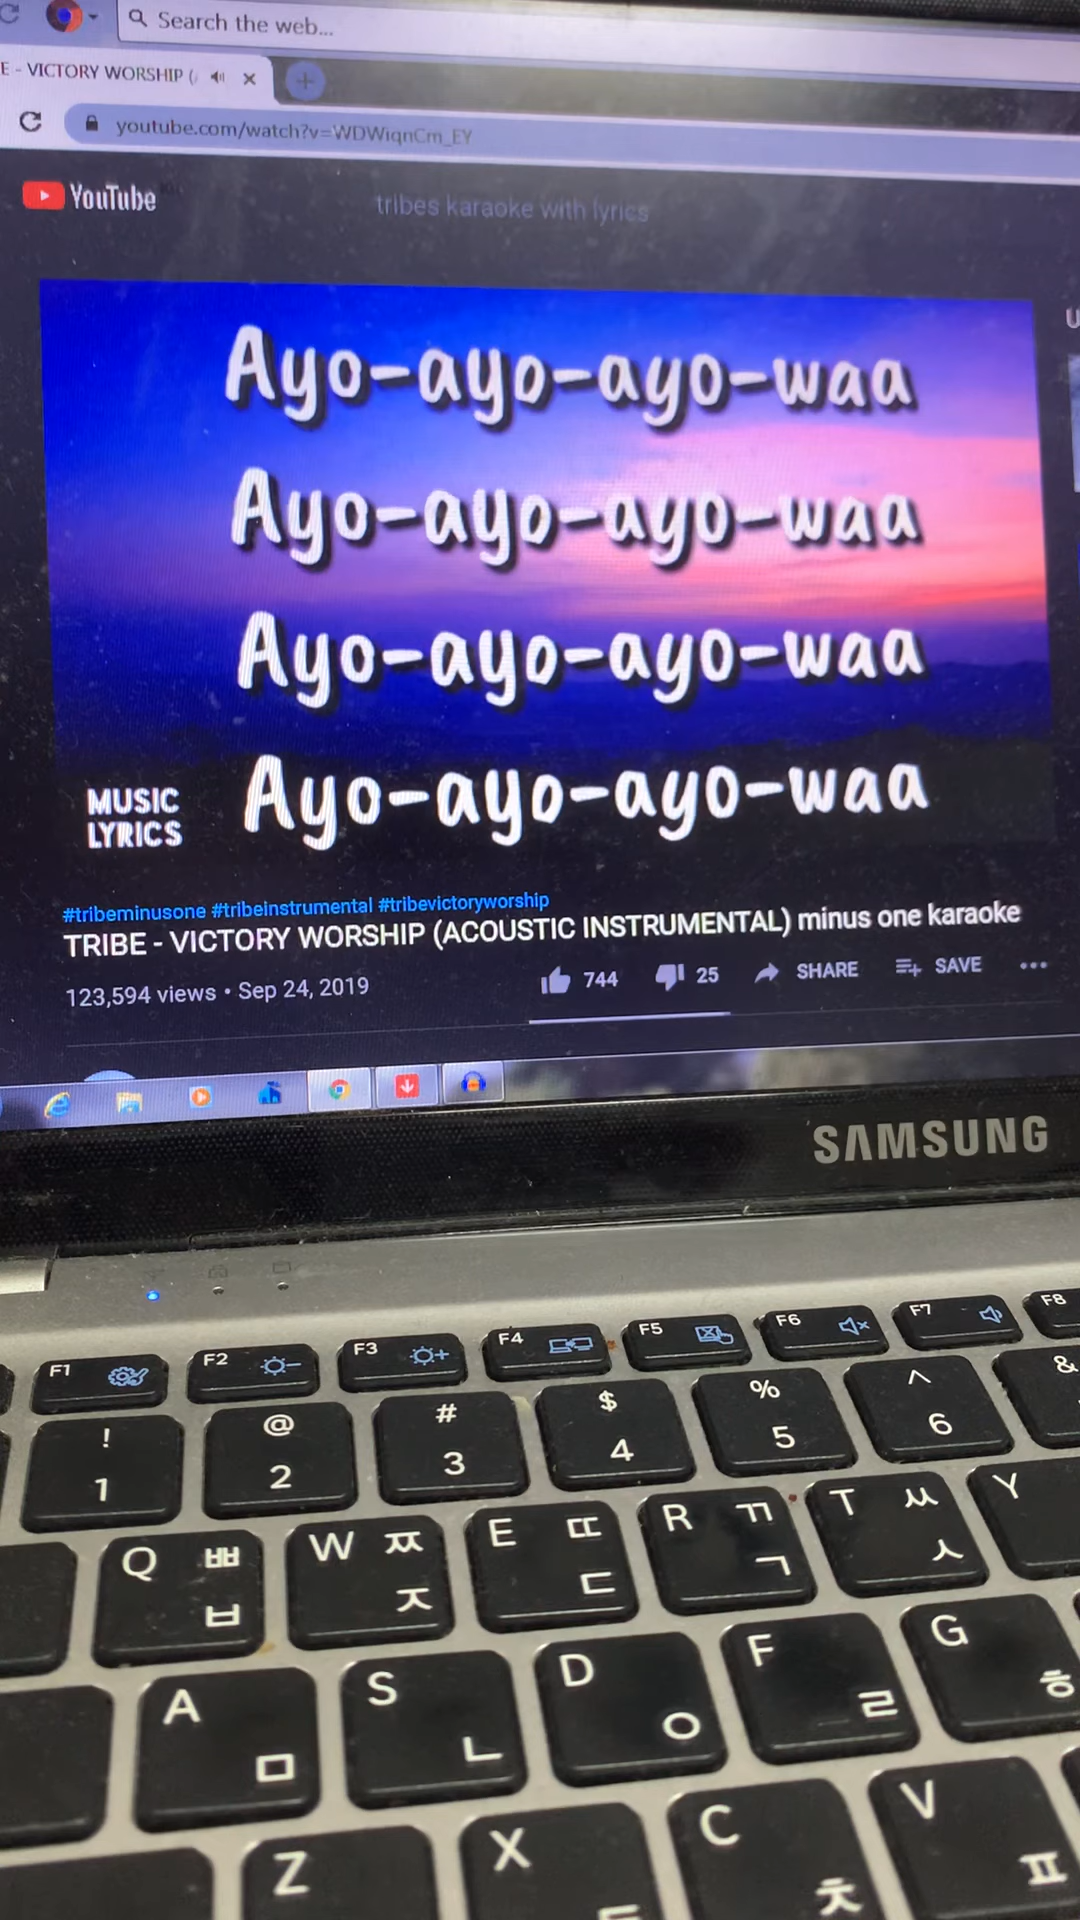 Search the web...
E - VICTORY WORSHIP (
youtube.com/watch?v=WDWiqnCm_EY
YouTube
tribes karaoke with lyrics
Ayo-ayo-ayo-waa
Ayo-ayo-ayo-waa
Ayo-ayo-ayo-waa
Ayo-ayo-ayo-waa
MUSIC
LYRICS
#tribeminusone #tribeinstrumental #tribevictoryworship
TRIBE - VICTORY WORSHIP (ACOUSTIC INSTRUMENTAL) minus one karaoke
123,594 views • Sep 24, 2019
744 25 SHARE SAVE
SAMSUNG
F1 F2 F3 F4 F5 F6 F7 F8
! @ # $ % ^ &
1 2 3 4 5 6
Q ㅃ W ㅉ E ㄸ R ㄲ T ㅆ Y
ㅂ ㅈ ㄷ ㄱ ㅅ
A S D F G
ㅁ ㄴ ㅇ ㄹ ㅎ
Z X C V
ㅊ ㅍ